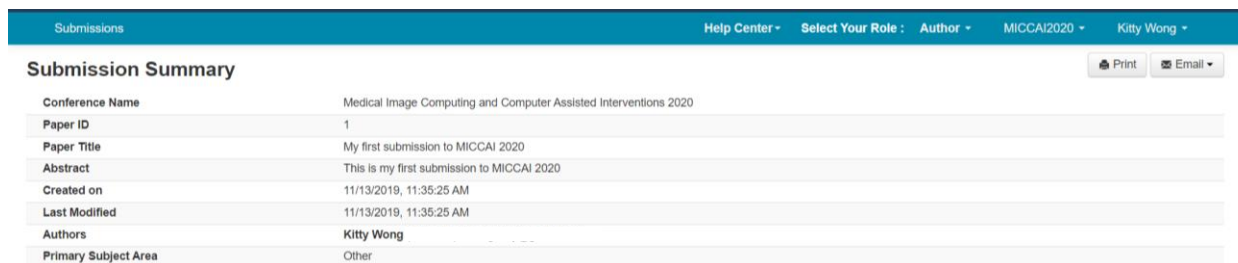 Submissions Help Center Select Your Role : Author MICCAI2020 Kitty Wong
Submission Summary Print Email
Conference Name Medical Image Computing and Computer Assisted Interventions 2020
Paper ID 1
Paper Title My first submission to MICCAI 2020
Abstract This is my first submission to MICCAI 2020
Created on 11/13/2019, 11:35:25 AM
Last Modified 11/13/2019, 11:35:25 AM
Authors Kitty Wong
Primary Subject Area Other